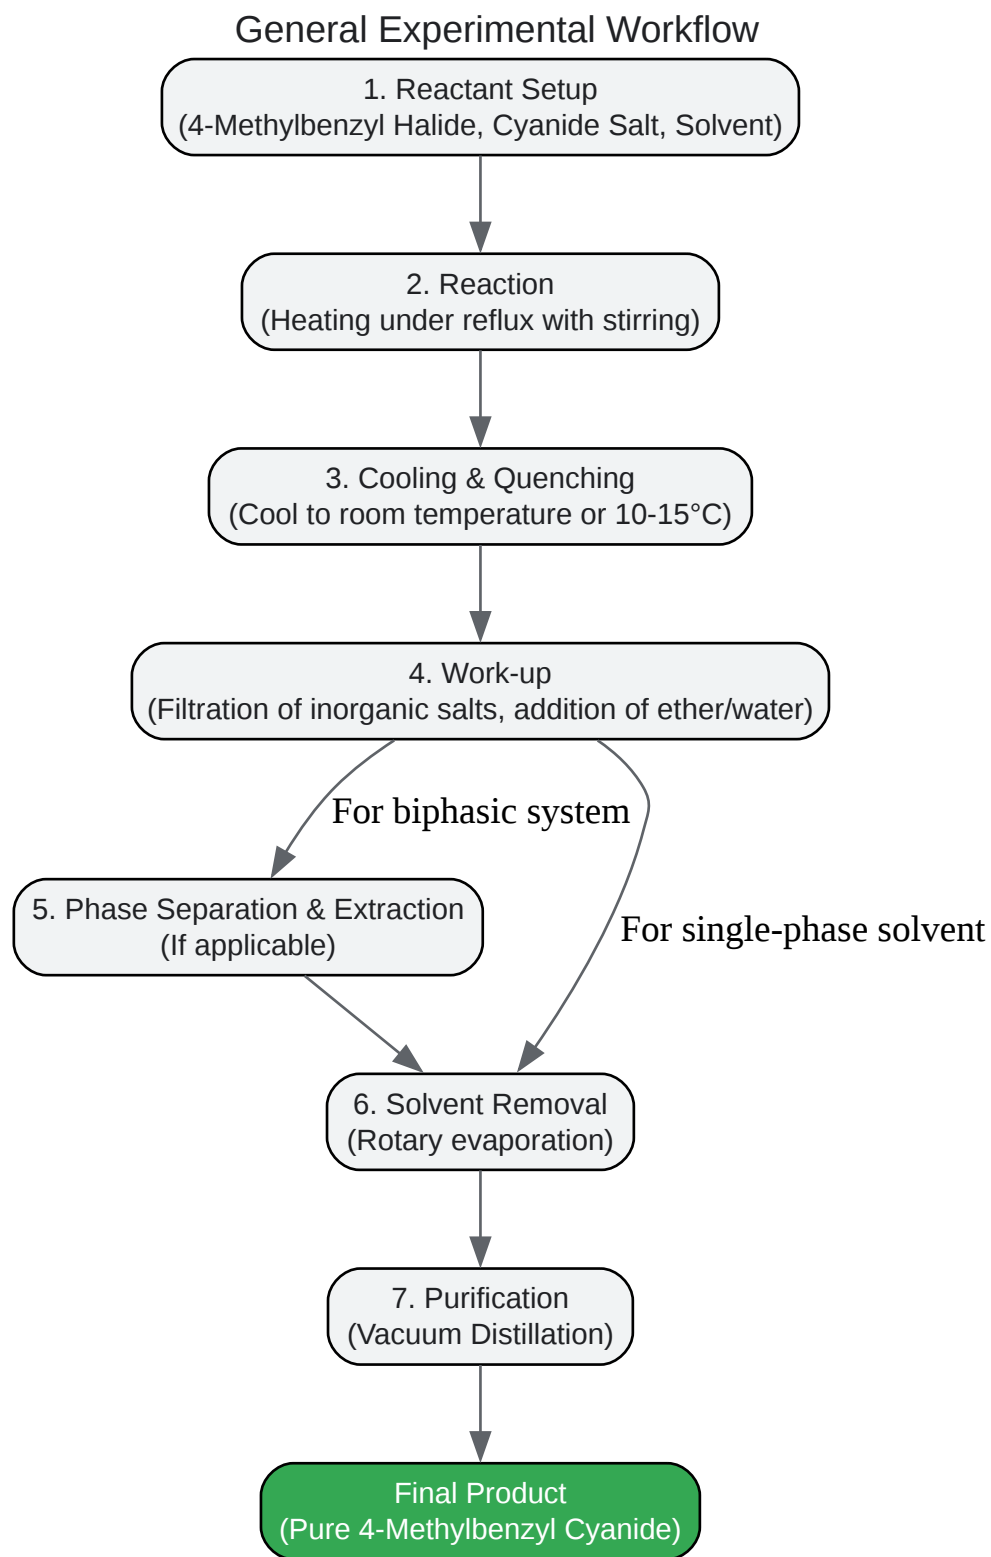 General Experimental Workflow
1. Reactant Setup
(4-Methylbenzyl Halide, Cyanide Salt, Solvent)
2. Reaction
(Heating under reflux with stirring)
3. Cooling & Quenching
(Cool to room temperature or 10-15°C)
4. Work-up
(Filtration of inorganic salts, addition of ether/water)
For biphasic system
5. Phase Separation & Extraction
(If applicable)
For single-phase solvent
6. Solvent Removal
(Rotary evaporation)
7. Purification
(Vacuum Distillation)
Final Product
(Pure 4-Methylbenzyl Cyanide)